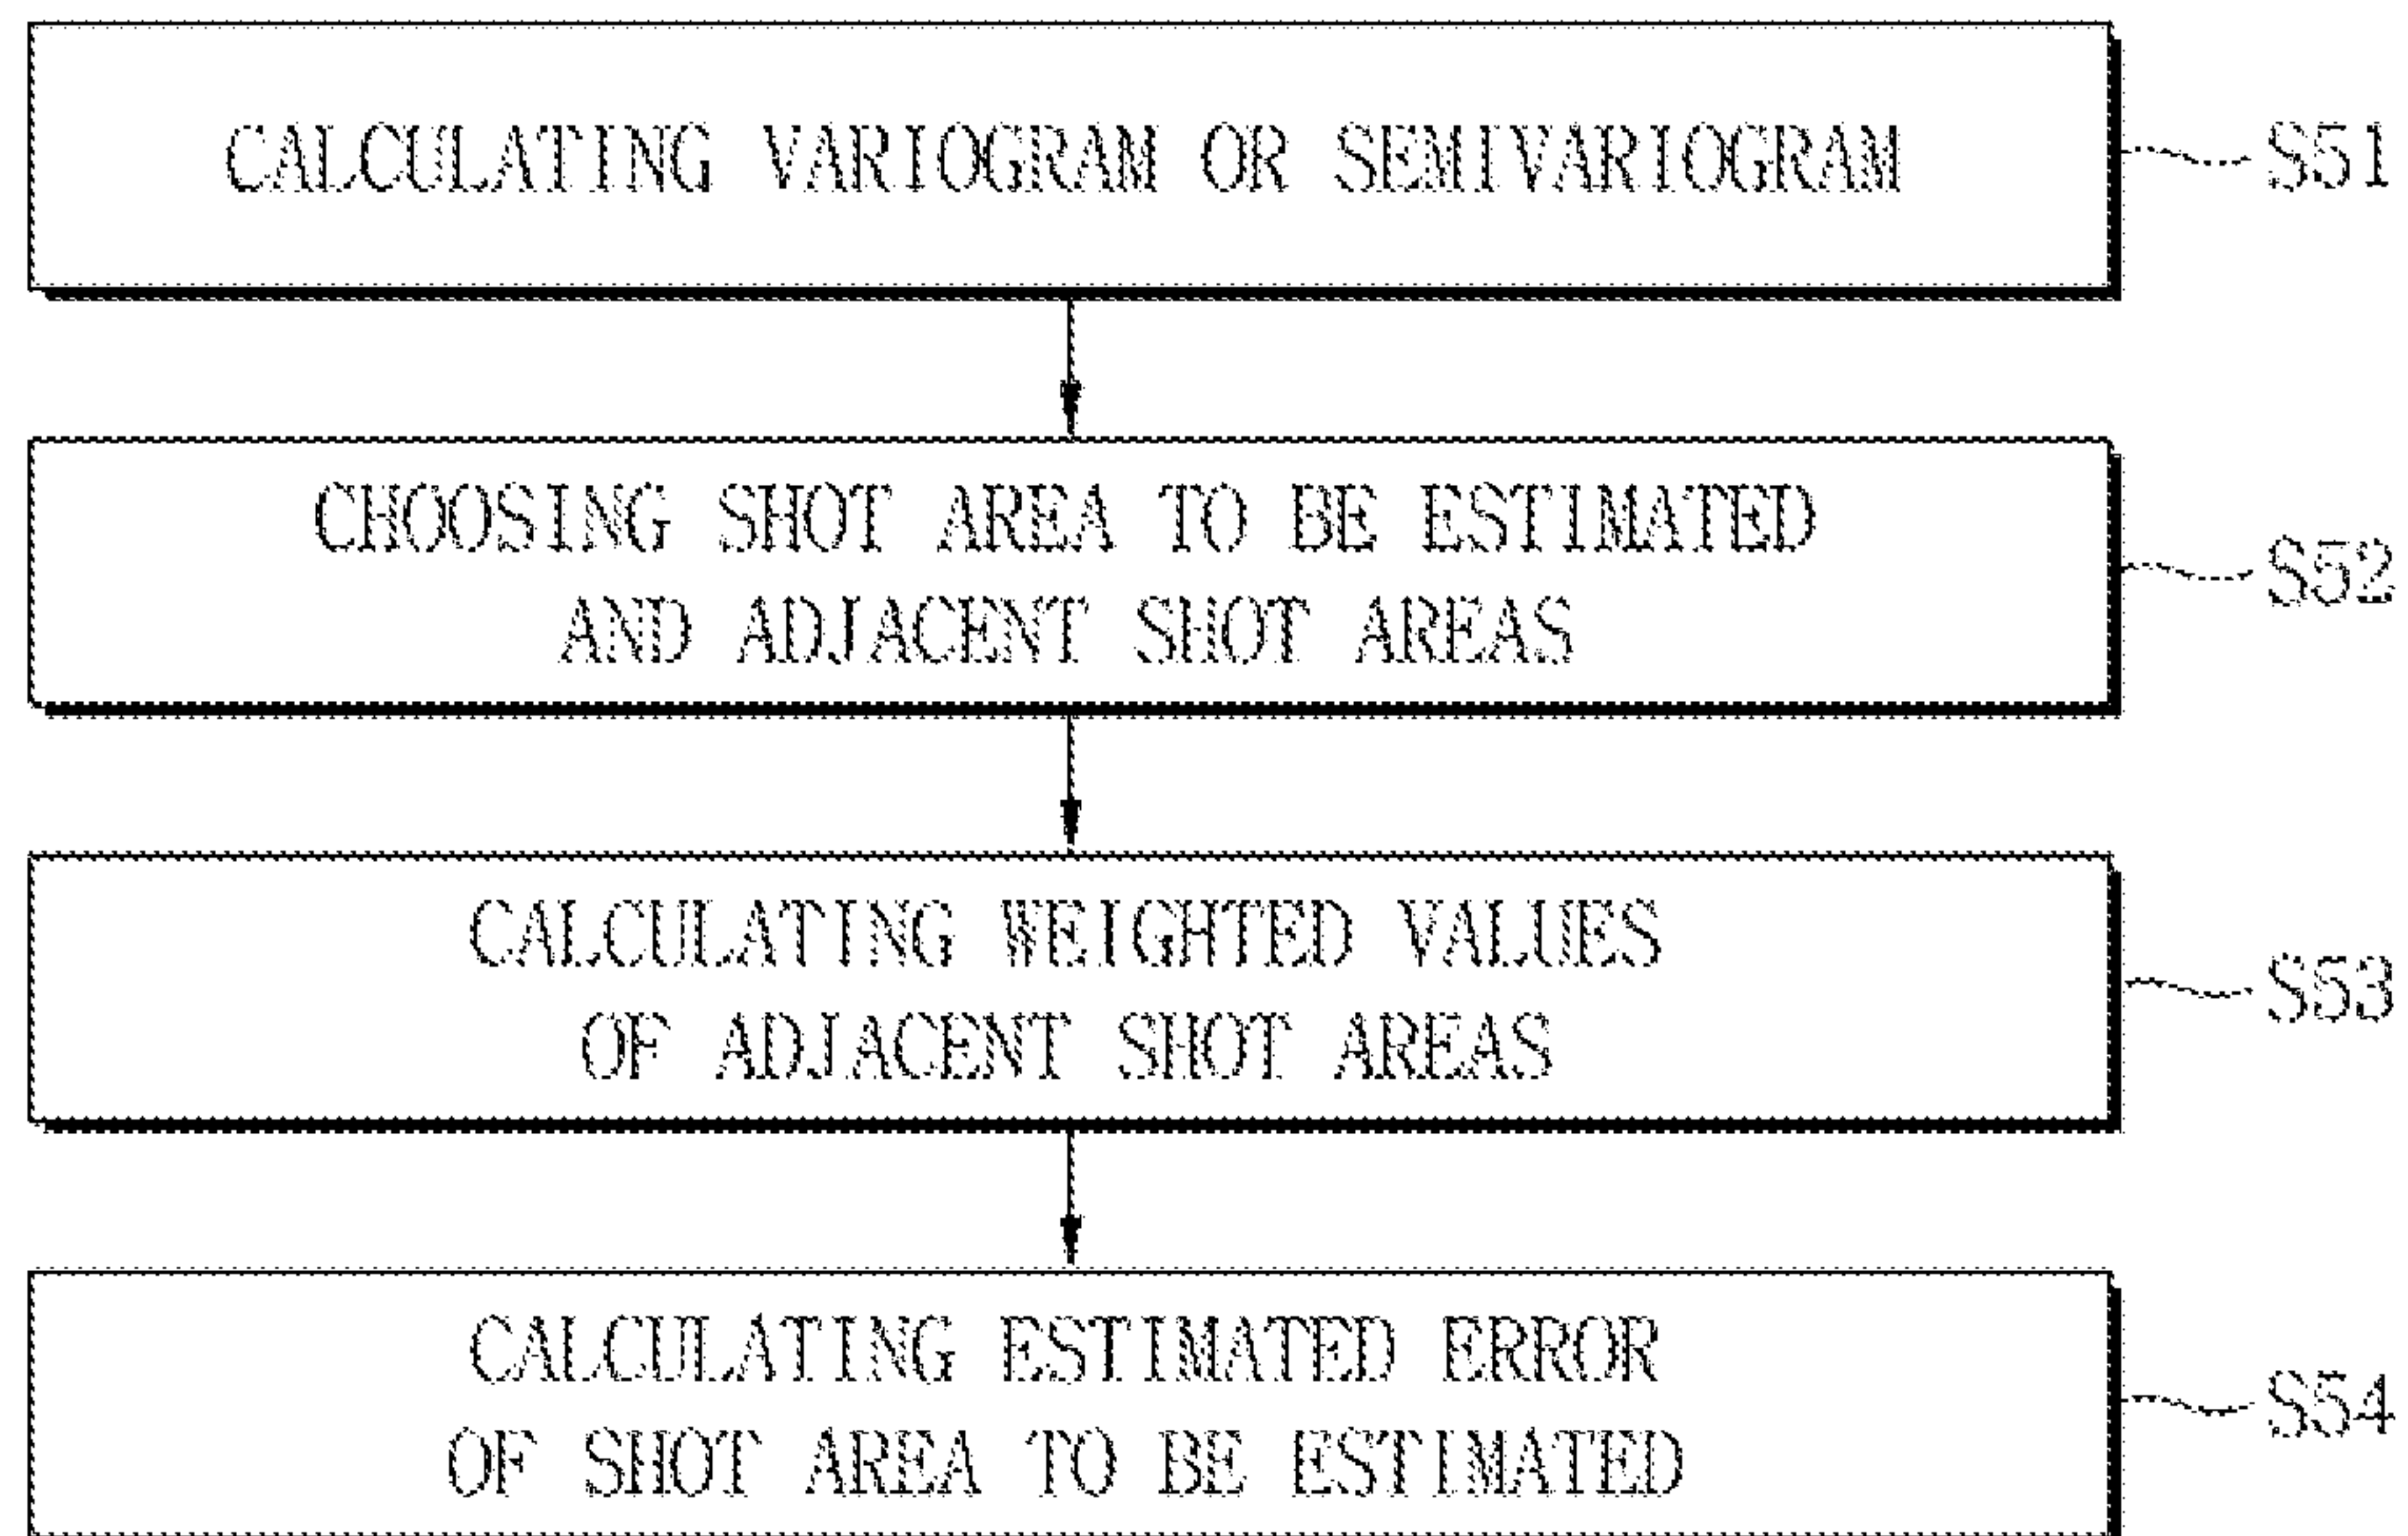 CALCULATING VARIOGRAM OR SEMIVARIOGRAM
S51
CHOOSING SHOT AREA TO BE ESTIMATED
AND ADJACENT SHOT AREAS
S52
CALCULATING WEIGHTED VALUES
OF ADJACENT SHOT AREAS
S53
CALCULATING ESTIMATED ERROR
OF SHOT AREA TO BE ESTIMATED
S54